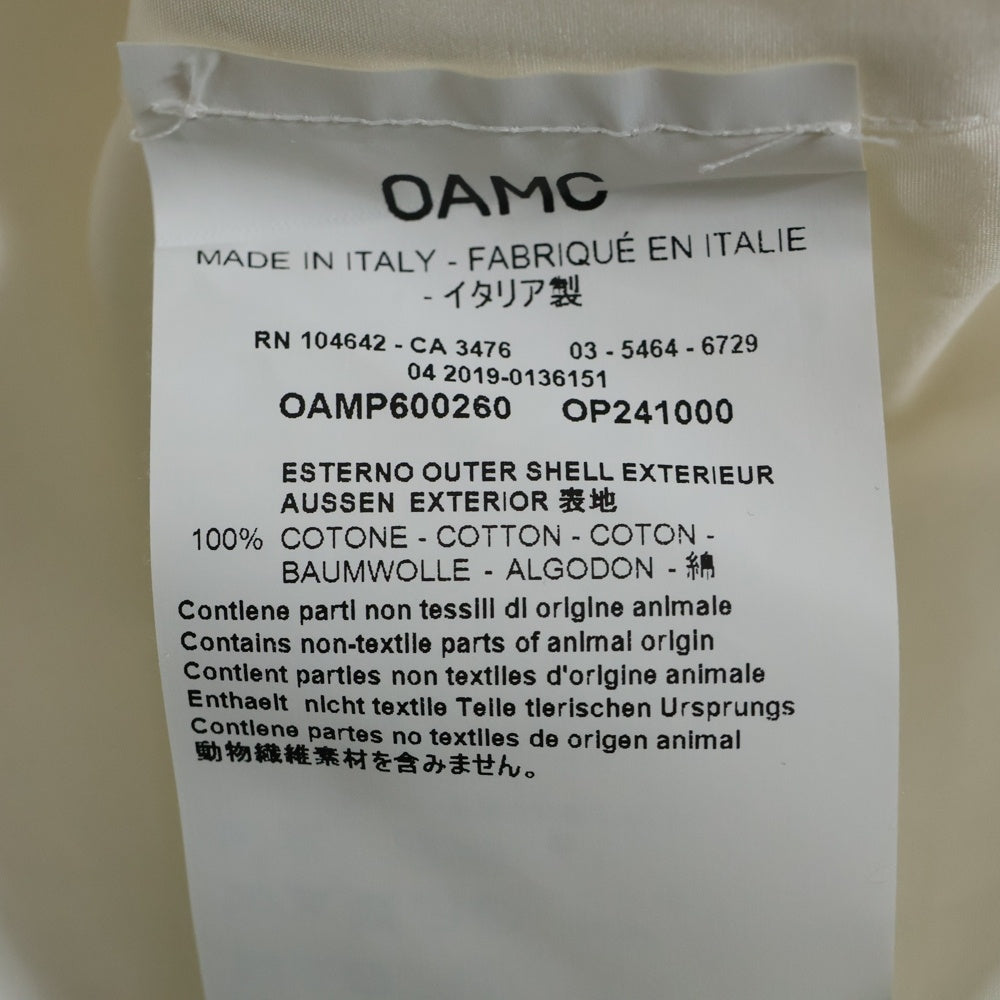 OAMC
MADE IN ITALY - FABRIQUÉ EN ITALIE
- イタリア製
RN 104642 - CA 3476 03 - 5464 - 6729
04 2019-0136151
OAMP600260 OP241000
ESTERNO OUTER SHELL EXTERIEUR
AUSSEN EXTERIOR 表地
100% COTONE - COTTON - COTON -
BAUMWOLLE - ALGODON - 綿
Contiene parti non tessili di origine animale
Contains non-textile parts of animal origin
Contient parties non textiles d'origine animale
Enthaelt nicht textile Teile tierischen Ursprungs
Contiene partes no textiles de origen animal
動物繊維素材を含みません。